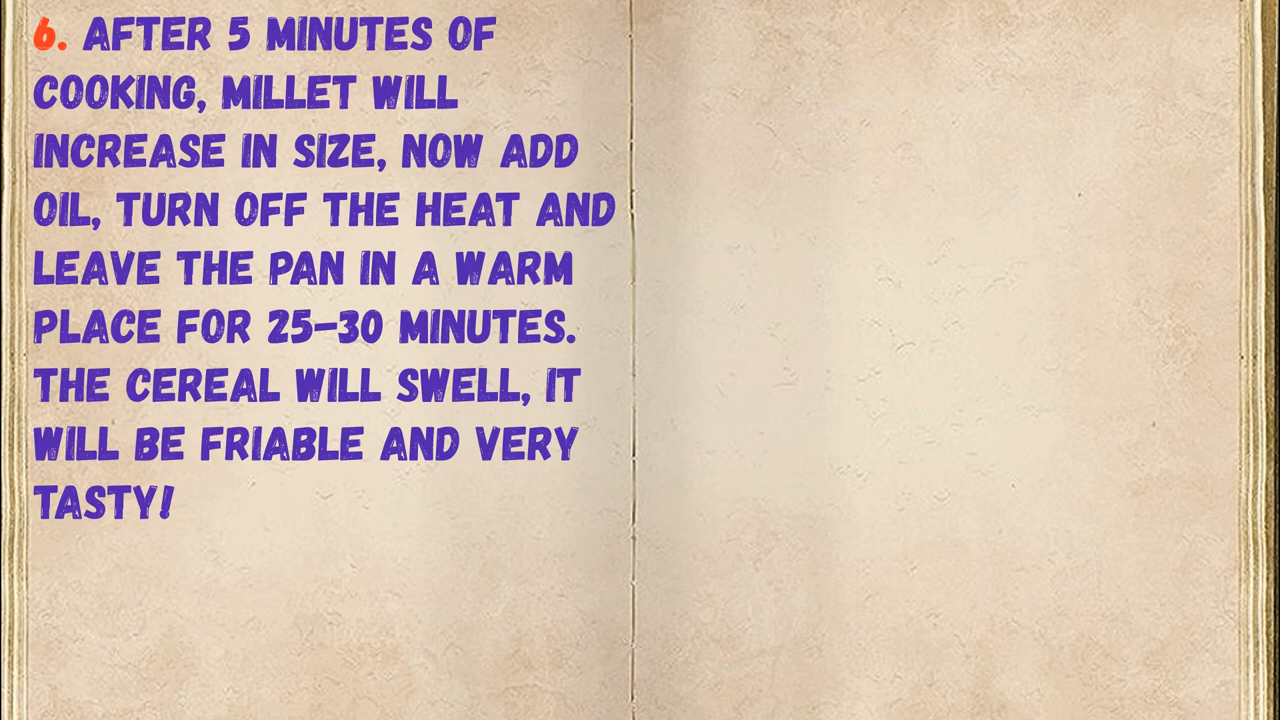 6. AFTER 5 MINUTES OF
COOKING, MILLET WILL
INCREASE IN SIZE, NOW ADD
OIL, TURN OFF THE HEAT AND
LEAVE THE PAN IN A WARM
PLACE FOR 25–30 MINUTES.
THE CEREAL WILL SWELL, IT
WILL BE FRIABLE AND VERY
TASTY!